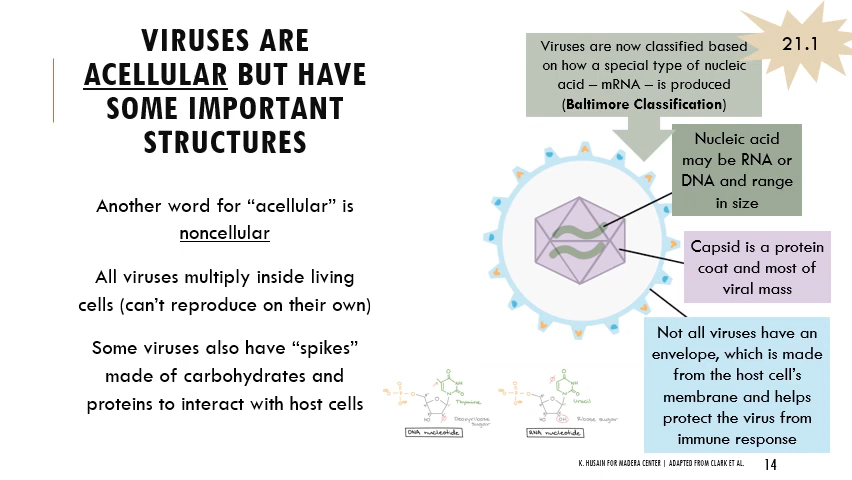 VIRUSES ARE
ACELLULAR BUT HAVE
SOME IMPORTANT
STRUCTURES
Another word for “acellular” is
noncellular
All viruses multiply inside living
cells (can’t reproduce on their own)
Some viruses also have “spikes”
made of carbohydrates and
proteins to interact with host cells
21.1
Viruses are now classified based
on how a special type of nucleic
acid – mRNA – is produced
(Baltimore Classification)
Nucleic acid
may be RNA or
DNA and range
in size
Capsid is a protein
coat and most of
viral mass
Not all viruses have an
envelope, which is made
from the host cell’s
membrane and helps
protect the virus from
immune response
Thymine
Deoxyribose
sugar
DNA nucleotide
Uracil
Ribose sugar
RNA nucleotide
K. HUSAIN FOR MADERA CENTER | ADAPTED FROM CLARK ET AL.
14